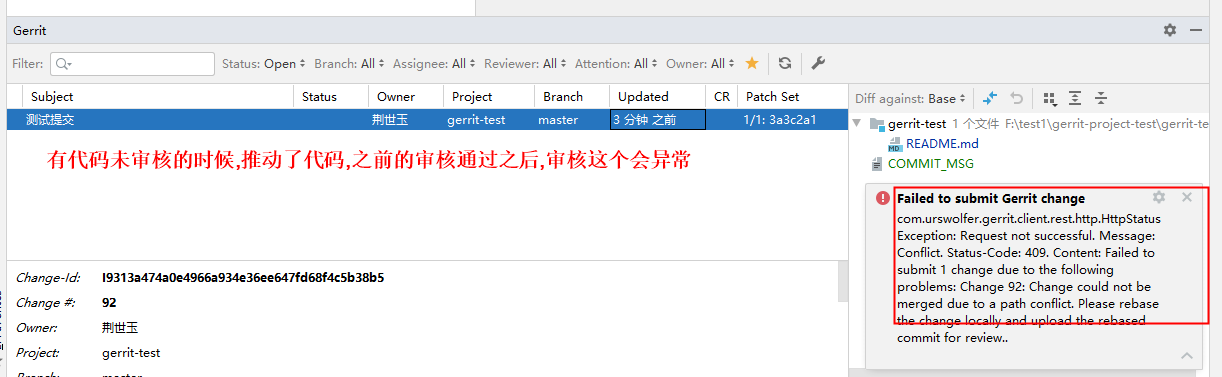 Gerrit
Filter: Status: Open Branch: All Assignee: All Reviewer: All Attention: All Owner: All
Subject Status Owner Project Branch Updated CR Patch Set
测试提交 荆世玉 gerrit-test master 3 分钟 之前 1/1: 3a3c2a1
有代码未审核的时候,推动了代码,之前的审核通过之后,审核这个会异常
Change-Id: I9313a474a0e4966a934e36ee647fd68f4c5b38b5
Change #: 92
Owner: 荆世玉
Project: gerrit-test
Branch: master
Diff against: Base
gerrit-test 1 个文件 F:\test1\gerrit-project-test\gerrit-te
README.md
COMMIT_MSG
Failed to submit Gerrit change
com.urswolfer.gerrit.client.rest.http.HttpStatus
Exception: Request not successful. Message:
Conflict. Status-Code: 409. Content: Failed to
submit 1 change due to the following
problems: Change 92: Change could not be
merged due to a path conflict. Please rebase
the change locally and upload the rebased
commit for review..